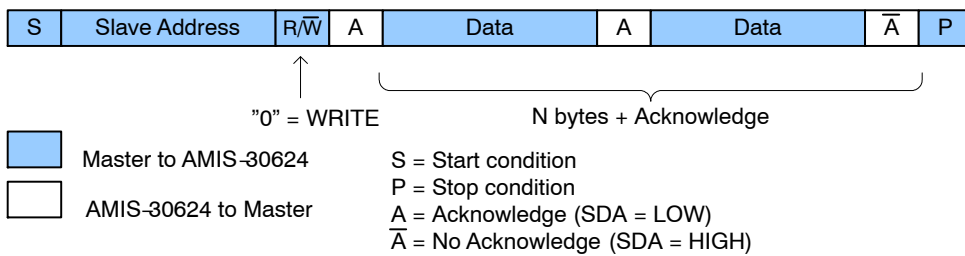 S Slave Address R/W̅ A Data A Data A̅ P
”0” = WRITE
N bytes + Acknowledge
Master to AMIS−30624
AMIS−30624 to Master
S = Start condition
P = Stop condition
A = Acknowledge (SDA = LOW)
A̅ = No Acknowledge (SDA = HIGH)